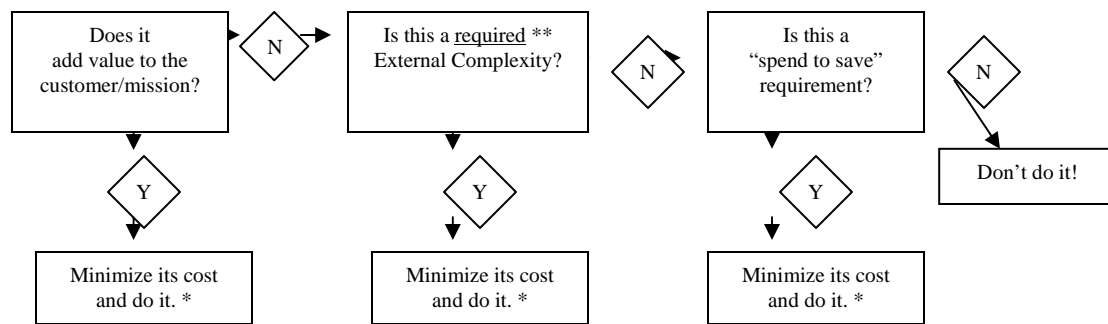 Does it
add value to the
customer/mission?
N
Is this a required **
External Complexity?
N
Is this a
“spend to save”
requirement?
N
Don’t do it!
Y
Y
Y
Minimize its cost
and do it. *
Minimize its cost
and do it. *
Minimize its cost
and do it. *